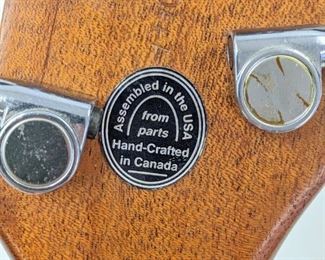 Assembled in the USA
from
parts
Hand-Crafted
in Canada